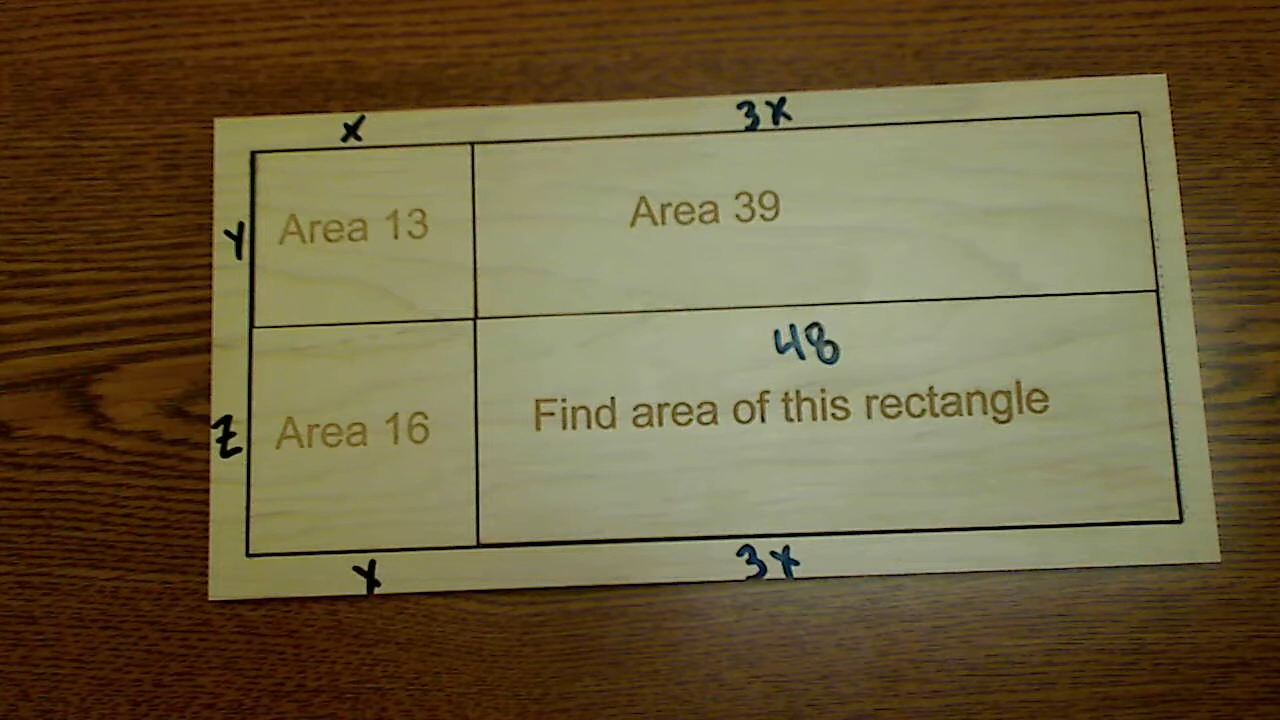 x
3x
Area 13
Area 39
y
48
Area 16
Find area of this rectangle
z
x
3x